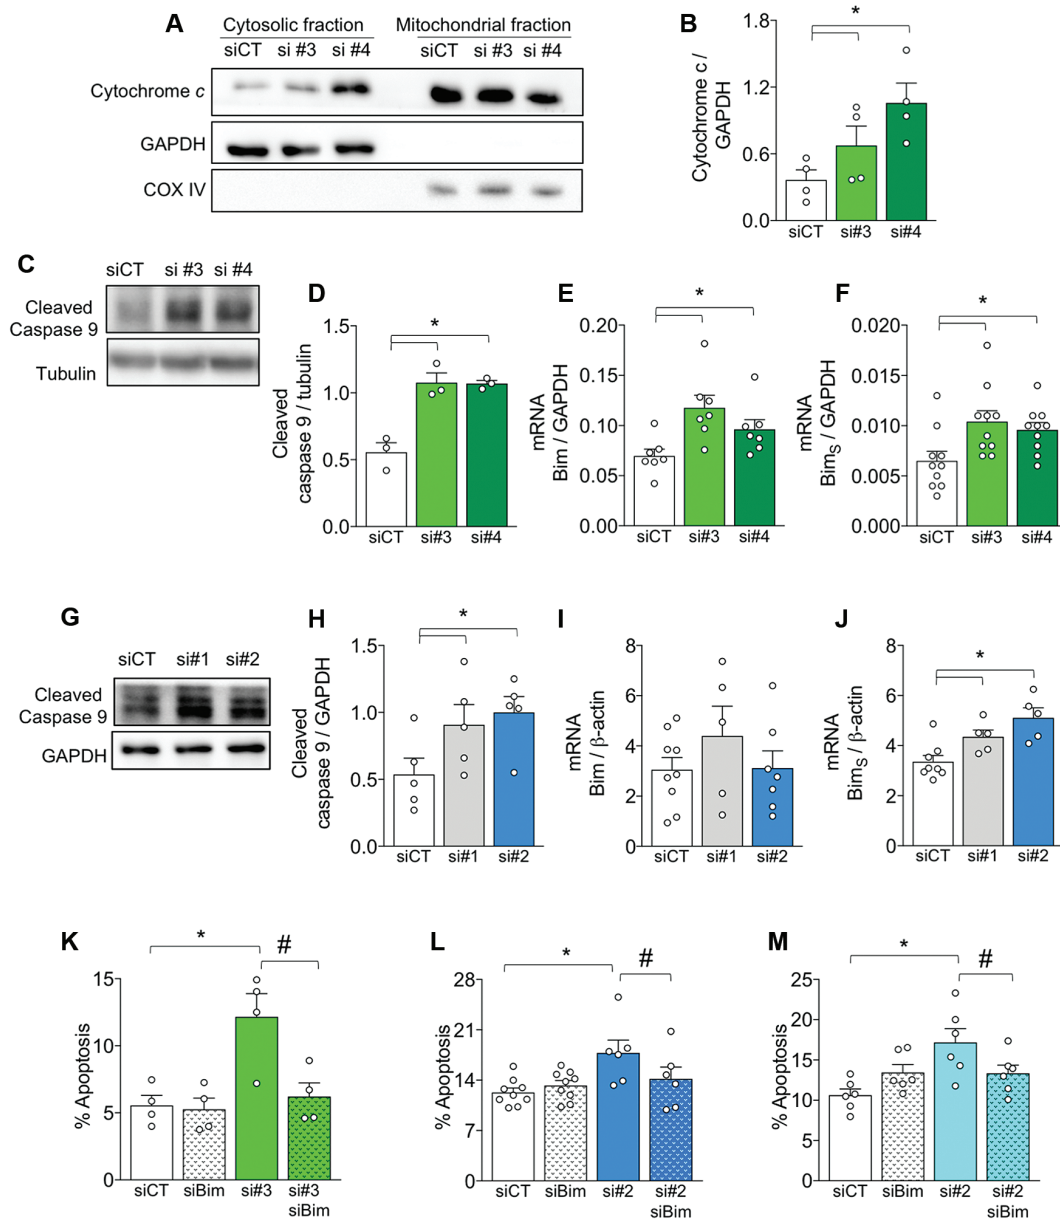 A
Cytosolic fraction
Mitochondrial fraction
siCT si #3 si #4
siCT si #3 si #4
Cytochrome c
GAPDH
COX IV
B
*
Cytochrome c /
GAPDH
1.8
1.2
0.6
0.0
siCT si#3 si#4
C
siCT si #3 si #4
Cleaved
Caspase 9
Tubulin
D
*
Cleaved
caspase 9 / tubulin
1.5
1.0
0.5
0.0
siCT si#3 si#4
E
*
mRNA
Bim / GAPDH
0.20
0.15
0.10
0.05
0.00
siCT si#3 si#4
F
*
mRNA
BimS / GAPDH
0.020
0.015
0.010
0.005
0.000
siCT si#3 si#4
G
siCT si#1 si#2
Cleaved
Caspase 9
GAPDH
H
*
Cleaved
caspase 9 / GAPDH
1.5
1.0
0.5
0.0
siCT si#1 si#2
I
mRNA
Bim / β-actin
8
6
4
2
0
siCT si#1 si#2
J
*
mRNA
BimS / β-actin
8
6
4
2
0
siCT si#1 si#2
K
* #
% Apoptosis
15
10
5
0
siCT siBim si#3 si#3
siBim
L
* #
% Apoptosis
28
21
14
7
0
siCT siBim si#2 si#2
siBim
M
* #
% Apoptosis
25
20
15
10
5
0
siCT siBim si#2 si#2
siBim